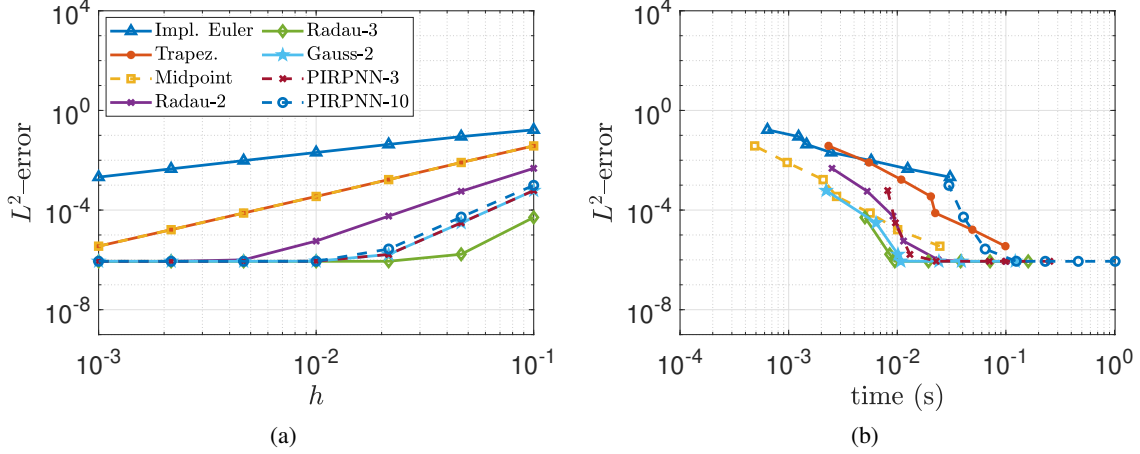 10^4
10^0
10^-4
10^-8
L^2–error
Impl. Euler
Trapez.
Midpoint
Radau-2
Radau-3
Gauss-2
PIRPNN-3
PIRPNN-10
10^-3
10^-2
10^-1
h
(a)
10^4
10^0
10^-4
10^-8
L^2–error
10^-4
10^-3
10^-2
10^-1
10^0
time (s)
(b)